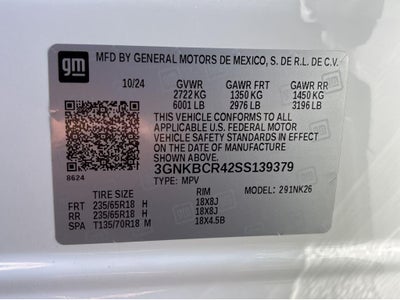 gm
MFD BY GENERAL MOTORS DE MEXICO, S. DE R.L. DE C.V.
10/24 GVWR GAWR FRT GAWR RR
2722 KG 1350 KG 1450 KG
6001 LB 2976 LB 3196 LB
THIS VEHICLE CONFORMS TO ALL
APPLICABLE U.S. FEDERAL MOTOR
VEHICLE SAFETY STANDARDS IN
EFFECT ON THE DATE OF
MANUFACTURE SHOWN ABOVE.
8624
3GNKBCR42SS139379
TYPE: MPV
TIRE SIZE RIM MODEL: 291NK26
FRT 235/65R18 H 18X8J
RR 235/65R18 H 18X8J
SPA T135/70R18 M 18X4.5B